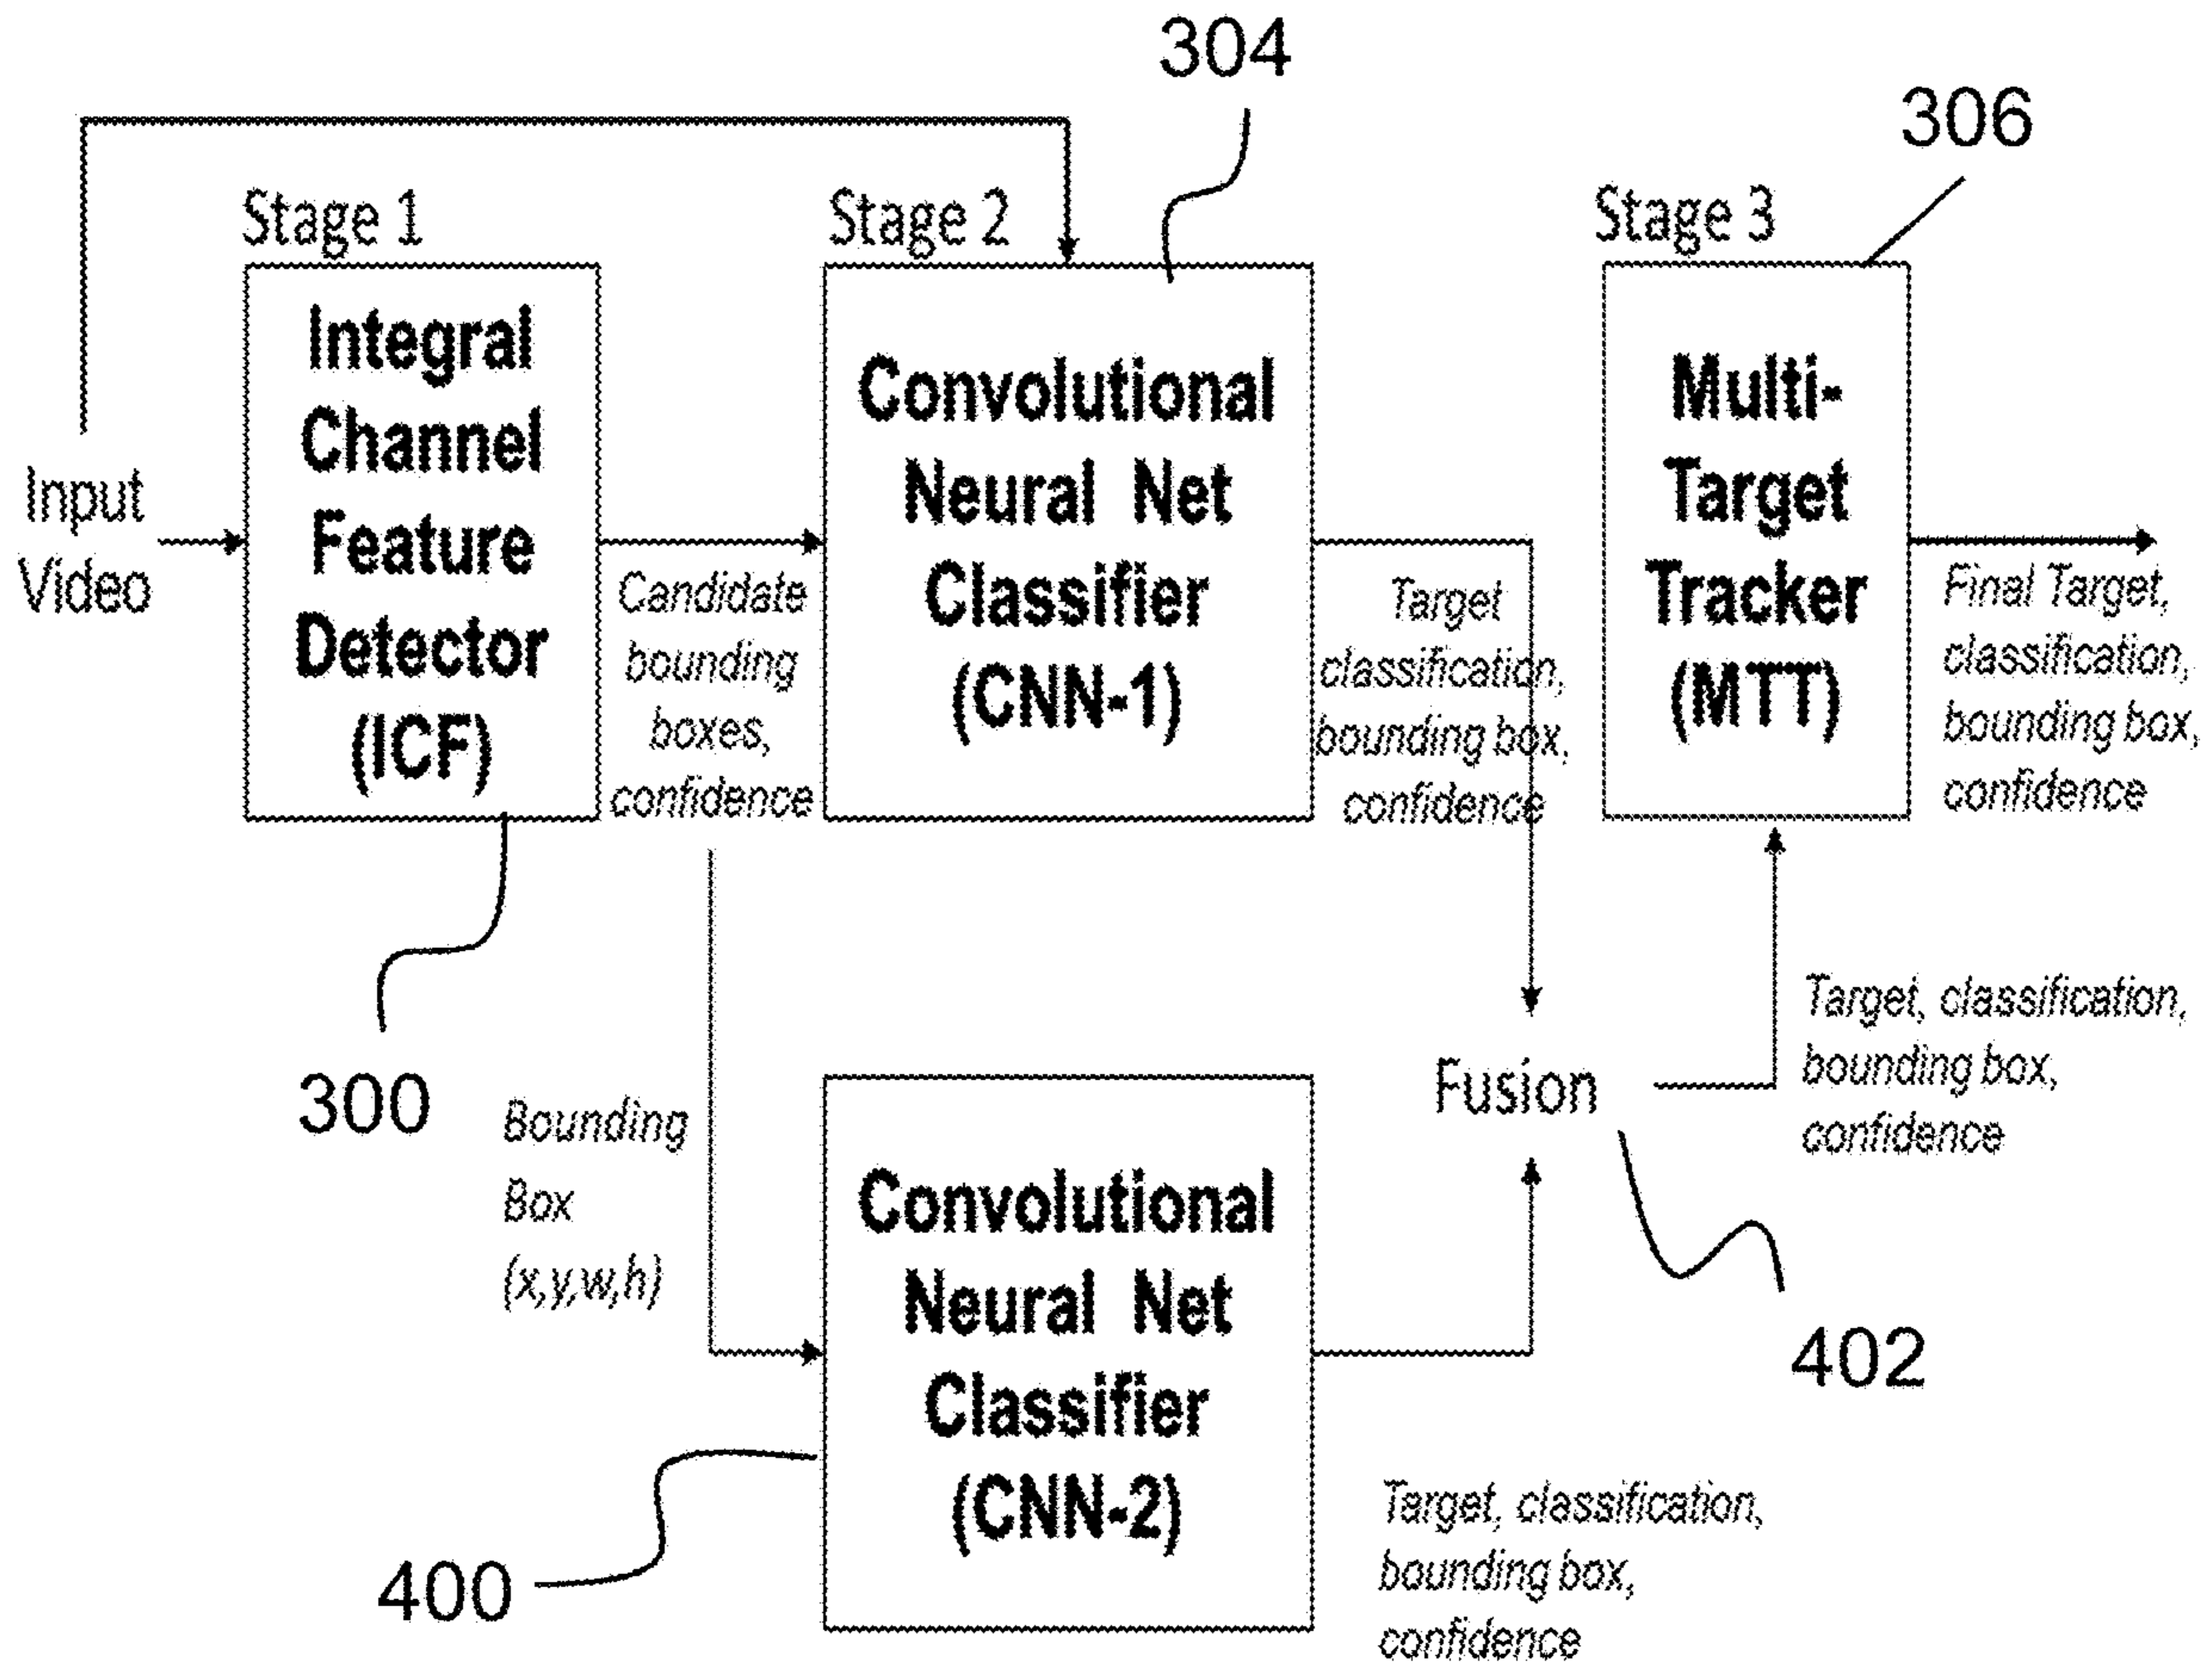 304
306
Stage 1
Stage 2
Stage 3
Input
Video
Integral
Channel
Feature
Detector
(ICF)
Candidate
bounding
boxes,
confidence
Convolutional
Neural Net
Classifier
(CNN-1)
Target
classification,
bounding box,
confidence
Multi-
Target
Tracker
(MTT)
Final Target,
classification,
bounding box,
confidence
300
Bounding
Box
(x,y,w,h)
Convolutional
Neural Net
Classifier
(CNN-2)
400
Fusion
402
Target, classification,
bounding box,
confidence
Target, classification,
bounding box,
confidence